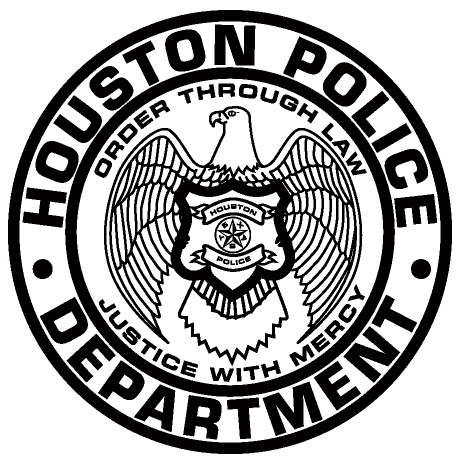 HOUSTON POLICE
ORDER THROUGH LAW
HOUSTON
POLICE
JUSTICE WITH MERCY
DEPARTMENT